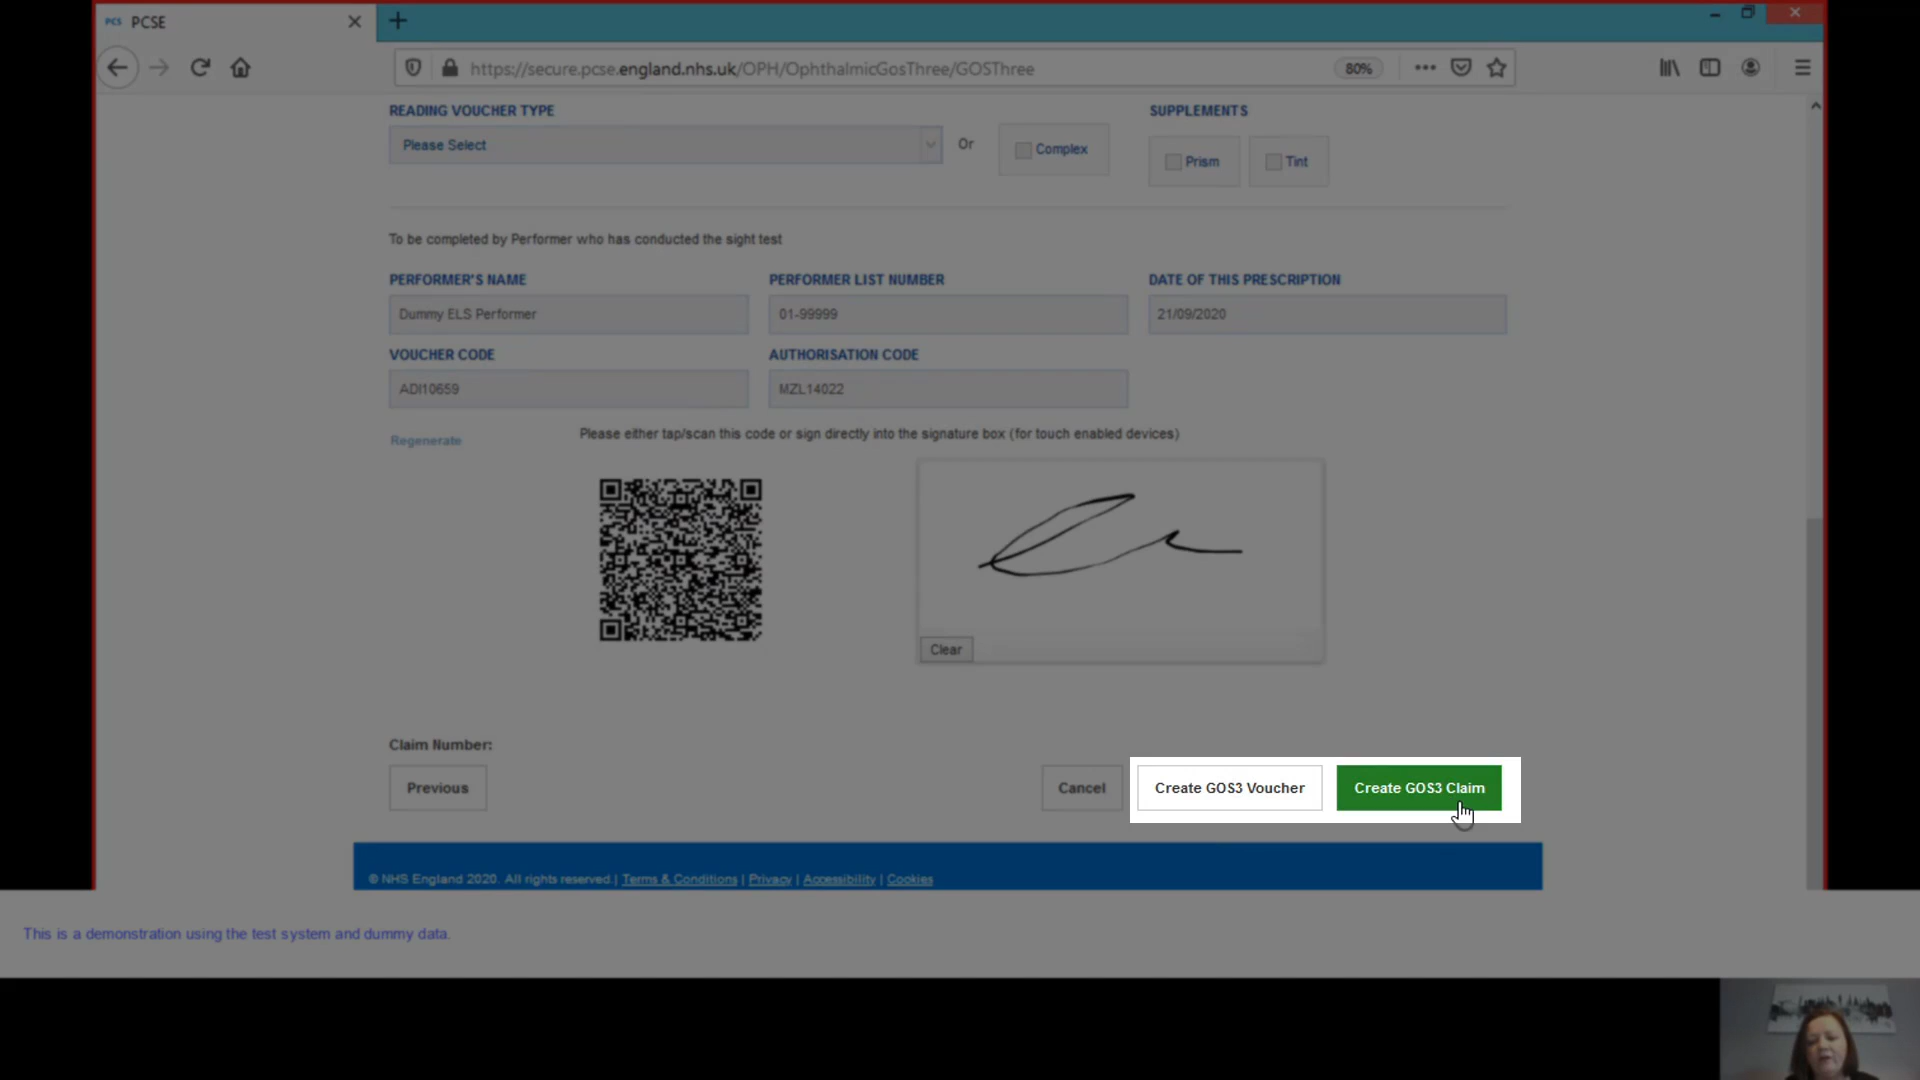 PCS PCSE
https://secure.pcse.england.nhs.uk/OPH/OphthalmicGosThree/GOSThree 80%
READING VOUCHER TYPE SUPPLEMENTS
Please Select Or Complex Prism Tint
To be completed by Performer who has conducted the sight test
PERFORMER'S NAME PERFORMER LIST NUMBER DATE OF THIS PRESCRIPTION
Dummy ELS Performer 01-99999 21/09/2020
VOUCHER CODE AUTHORISATION CODE
ADI10659 MZL14022
Regenerate Please either tap/scan this code or sign directly into the signature box (for touch enabled devices)
Clear
Claim Number:
Previous Cancel Create GOS3 Voucher Create GOS3 Claim
© NHS England 2020. All rights reserved.| Terms & Conditions | Privacy | Accessibility | Cookies
This is a demonstration using the test system and dummy data.